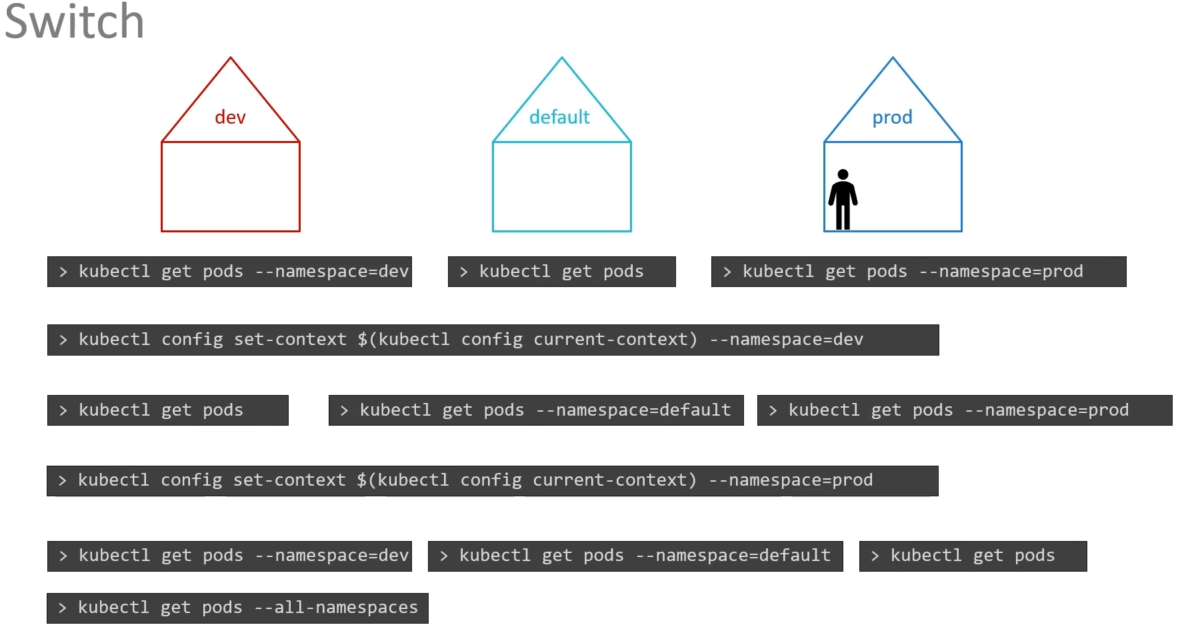 Switch
dev
default
prod
> kubectl get pods --namespace=dev
> kubectl get pods
> kubectl get pods --namespace=prod
> kubectl config set-context $(kubectl config current-context) --namespace=dev
> kubectl get pods
> kubectl get pods --namespace=default
> kubectl get pods --namespace=prod
> kubectl config set-context $(kubectl config current-context) --namespace=prod
> kubectl get pods --namespace=dev
> kubectl get pods --namespace=default
> kubectl get pods
> kubectl get pods --all-namespaces